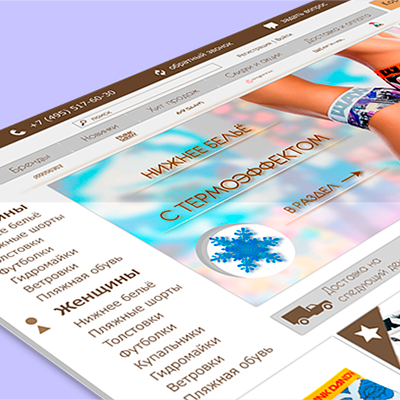 +7 (495) 517-60-30
обратный звонок
задать вопрос
поиск
Регистрация | Войти
Бренды
Новинки
Хит продаж
Скидки и акции
Доставка и оплата
НИЖНЕЕ БЕЛЬЁ
С ТЕРМОЭФФЕКТОМ
В РАЗДЕЛ
Нижнее бельё
Пляжные шорты
Толстовки
Футболки
Гидромайки
Ветровки
Пляжная обувь
Женщины
Нижнее бельё
Пляжные шорты
Толстовки
Футболки
Купальники
Гидромайки
Ветровки
Пляжная обувь
Доставка на
следующий